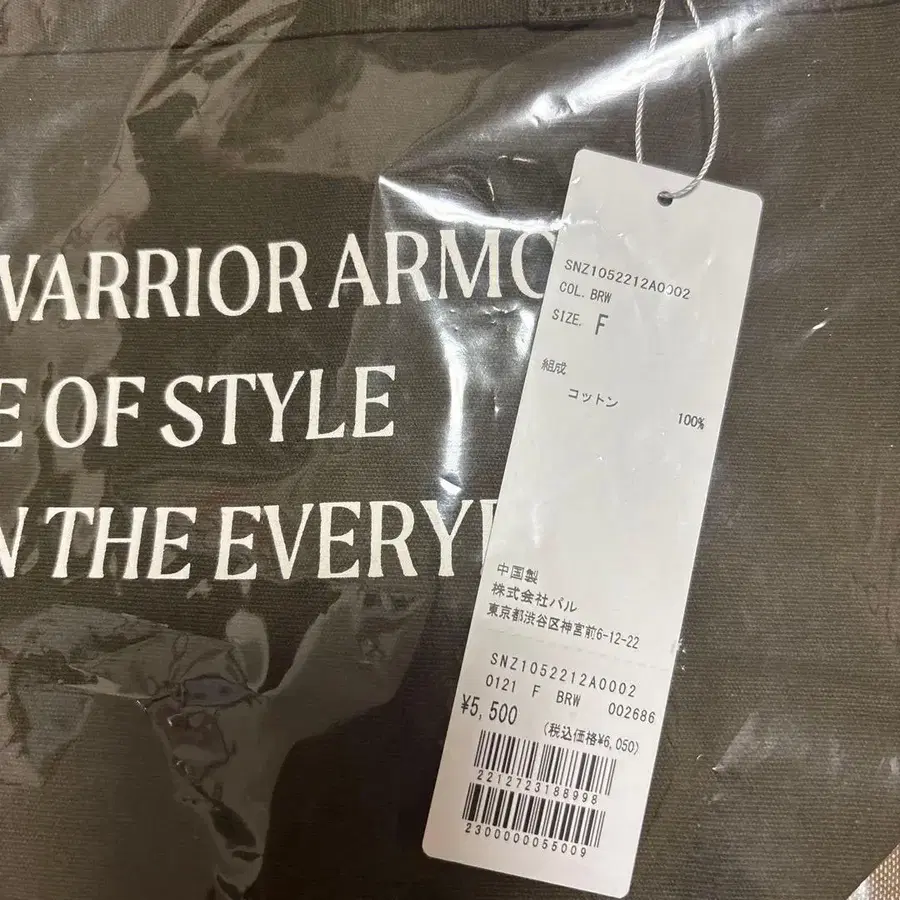 WARRIOR ARMO
E OF STYLE
N THE EVERY
SNZ1052212A0002
COL. BRW
SIZE. F
組成
コットン 100%
中国製
株式会社パル
東京都渋谷区神宮前6-12-22
SNZ1052212A0002
0121 F BRW 002686
¥5,500
(税込価格¥6,050)
2212723188998
2300000055009